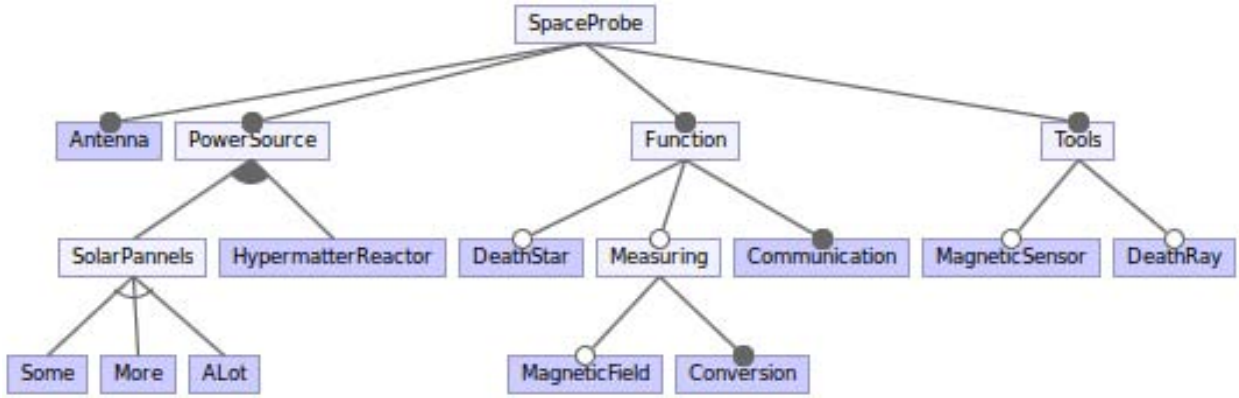 SpaceProbe
Antenna PowerSource Function Tools
SolarPannels HypermatterReactor DeathStar Measuring Communication MagneticSensor DeathRay
Some More ALot MagneticField Conversion